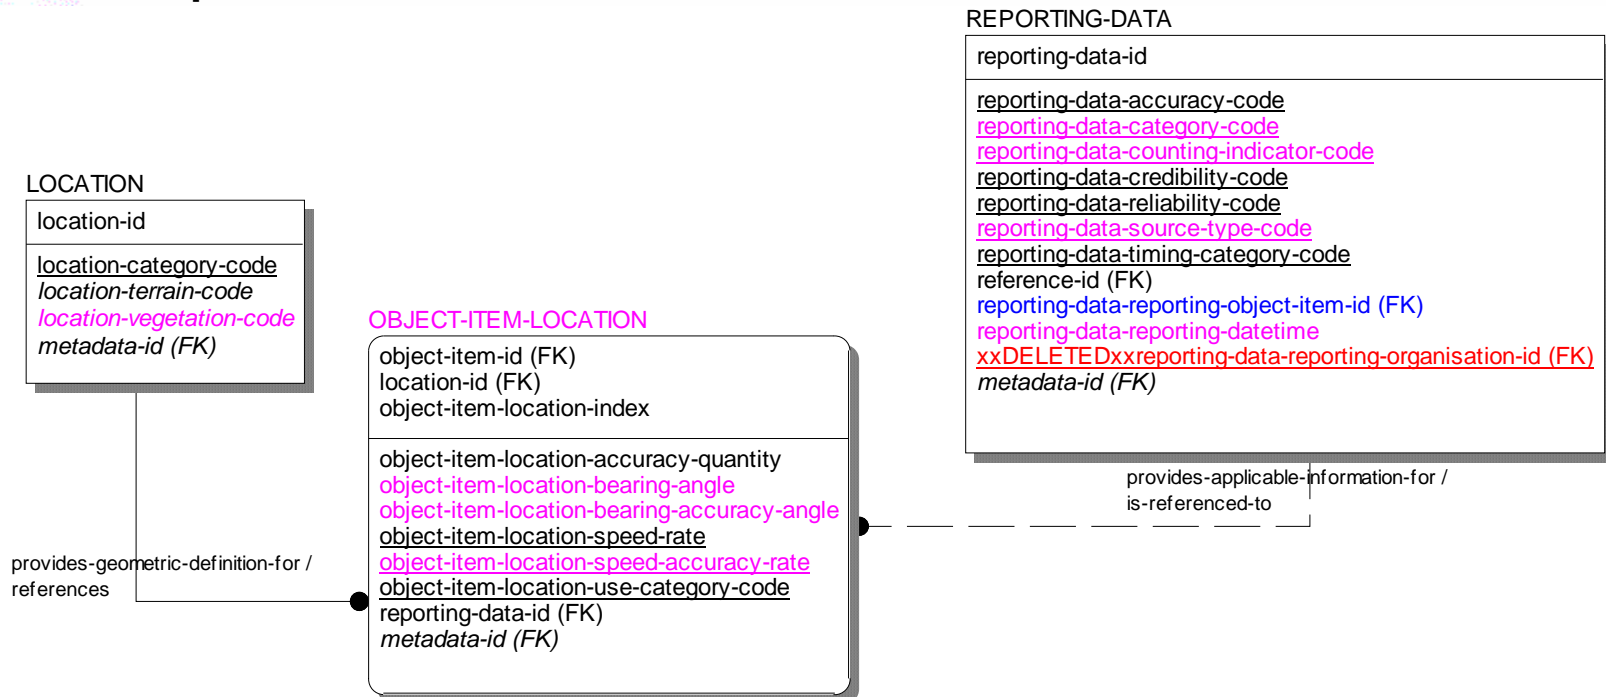 LOCATION
location-id
location-category-code
location-terrain-code
location-vegetation-code
metadata-id (FK)
provides-geometric-definition-for /
references
OBJECT-ITEM-LOCATION
object-item-id (FK)
location-id (FK)
object-item-location-index
object-item-location-accuracy-quantity
object-item-location-bearing-angle
object-item-location-bearing-accuracy-angle
object-item-location-speed-rate
object-item-location-speed-accuracy-rate
object-item-location-use-category-code
reporting-data-id (FK)
metadata-id (FK)
REPORTING-DATA
reporting-data-id
reporting-data-accuracy-code
reporting-data-category-code
reporting-data-counting-indicator-code
reporting-data-credibility-code
reporting-data-reliability-code
reporting-data-source-type-code
reporting-data-timing-category-code
reference-id (FK)
reporting-data-reporting-object-item-id (FK)
reporting-data-reporting-datetime
xxDELETEDxxreporting-data-reporting-organisation-id (FK)
metadata-id (FK)
provides-applicable-information-for /
is-referenced-to